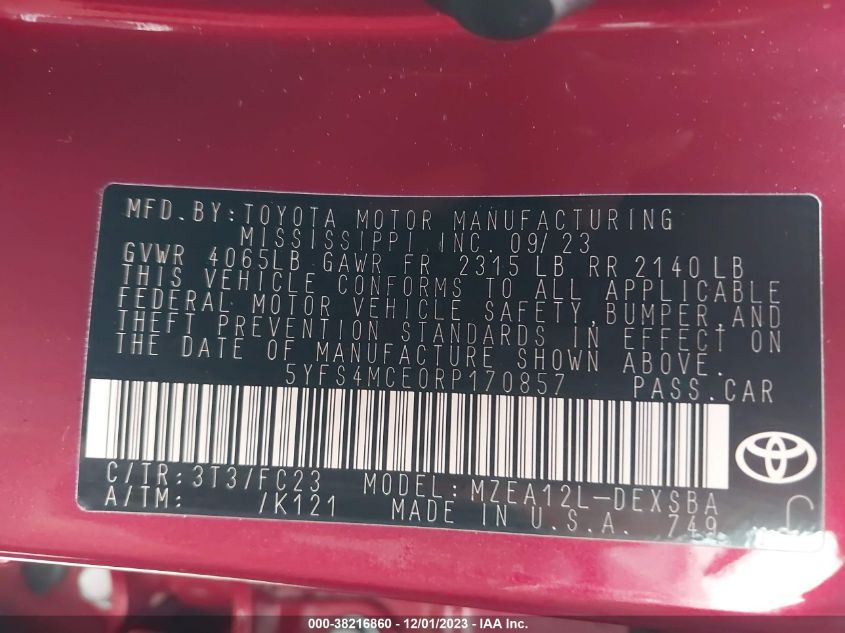 MFD.BY:TOYOTA MOTOR MANUFACTURING
MISSISSIPPI, INC. 09/23
GVWR 4065LB GAWR FR 2315 LB RR 2140 LB
THIS VEHICLE CONFORMS TO ALL APPLICABLE
FEDERAL MOTOR VEHICLE SAFETY, BUMPER, AND
THEFT PREVENTION STANDARDS IN EFFECT ON
THE DATE OF MANUFACTURE SHOWN ABOVE.
5YFS4MCE0RP170857 PASS.CAR
C/TR:3T3/FC23 MODEL:MZEA12L-DEXSBA
A/TM: /K121 MADE IN U.S.A. 749
C
000-38216860 - 12/01/2023 - IAA Inc.